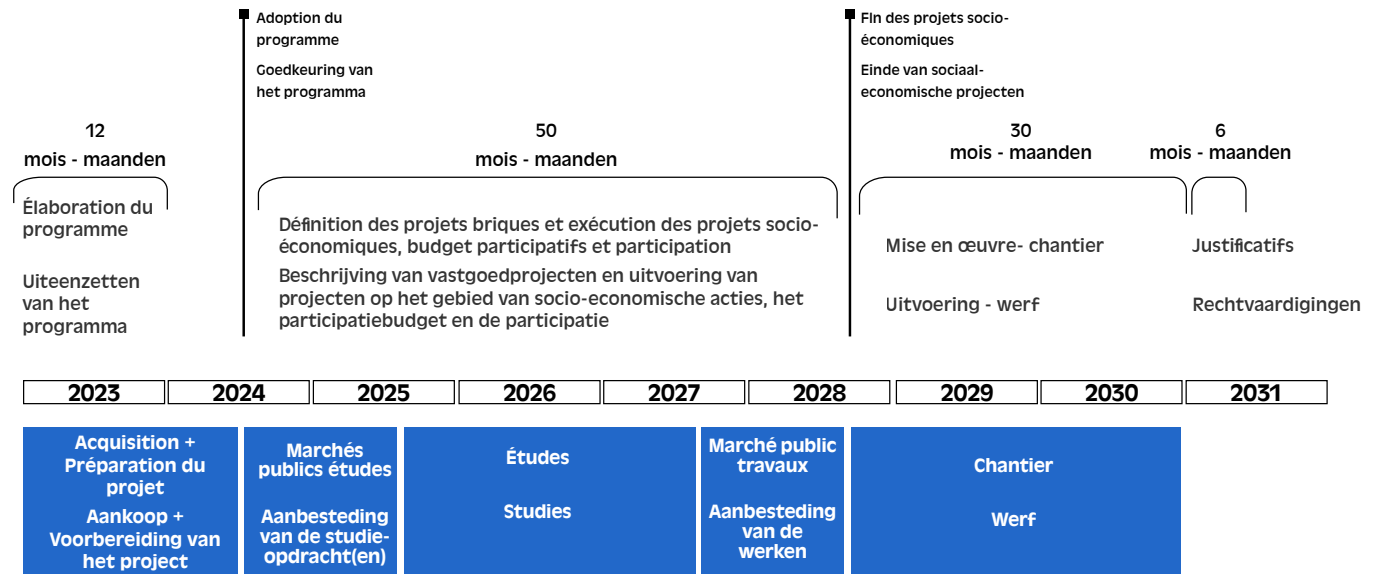 Adoption du
programme
Goedkeuring van
het programma
FIn des projets socio-
économiques
Einde van sociaal-
economische projecten
12
mois - maanden
50
mois - maanden
30
mois - maanden
6
mois - maanden
Élaboration du
programme
Uiteenzetten
van het
programma
Définition des projets briques et exécution des projets socio-
économiques, budget participatifs et participation
Beschrijving van vastgoedprojecten en uitvoering van
projecten op het gebied van socio-economische acties, het
participatiebudget en de participatie
Mise en œuvre- chantier
Uitvoering - werf
Justificatifs
Rechtvaardigingen
2023
2024
2025
2026
2027
2028
2029
2030
2031
Acquisition +
Préparation du
projet
Aankoop +
Voorbereiding van
het project
Marchés
publics études
Aanbesteding
van de studie-
opdracht(en)
Études
Studies
Marché public
travaux
Aanbesteding
van de
werken
Chantier
Werf